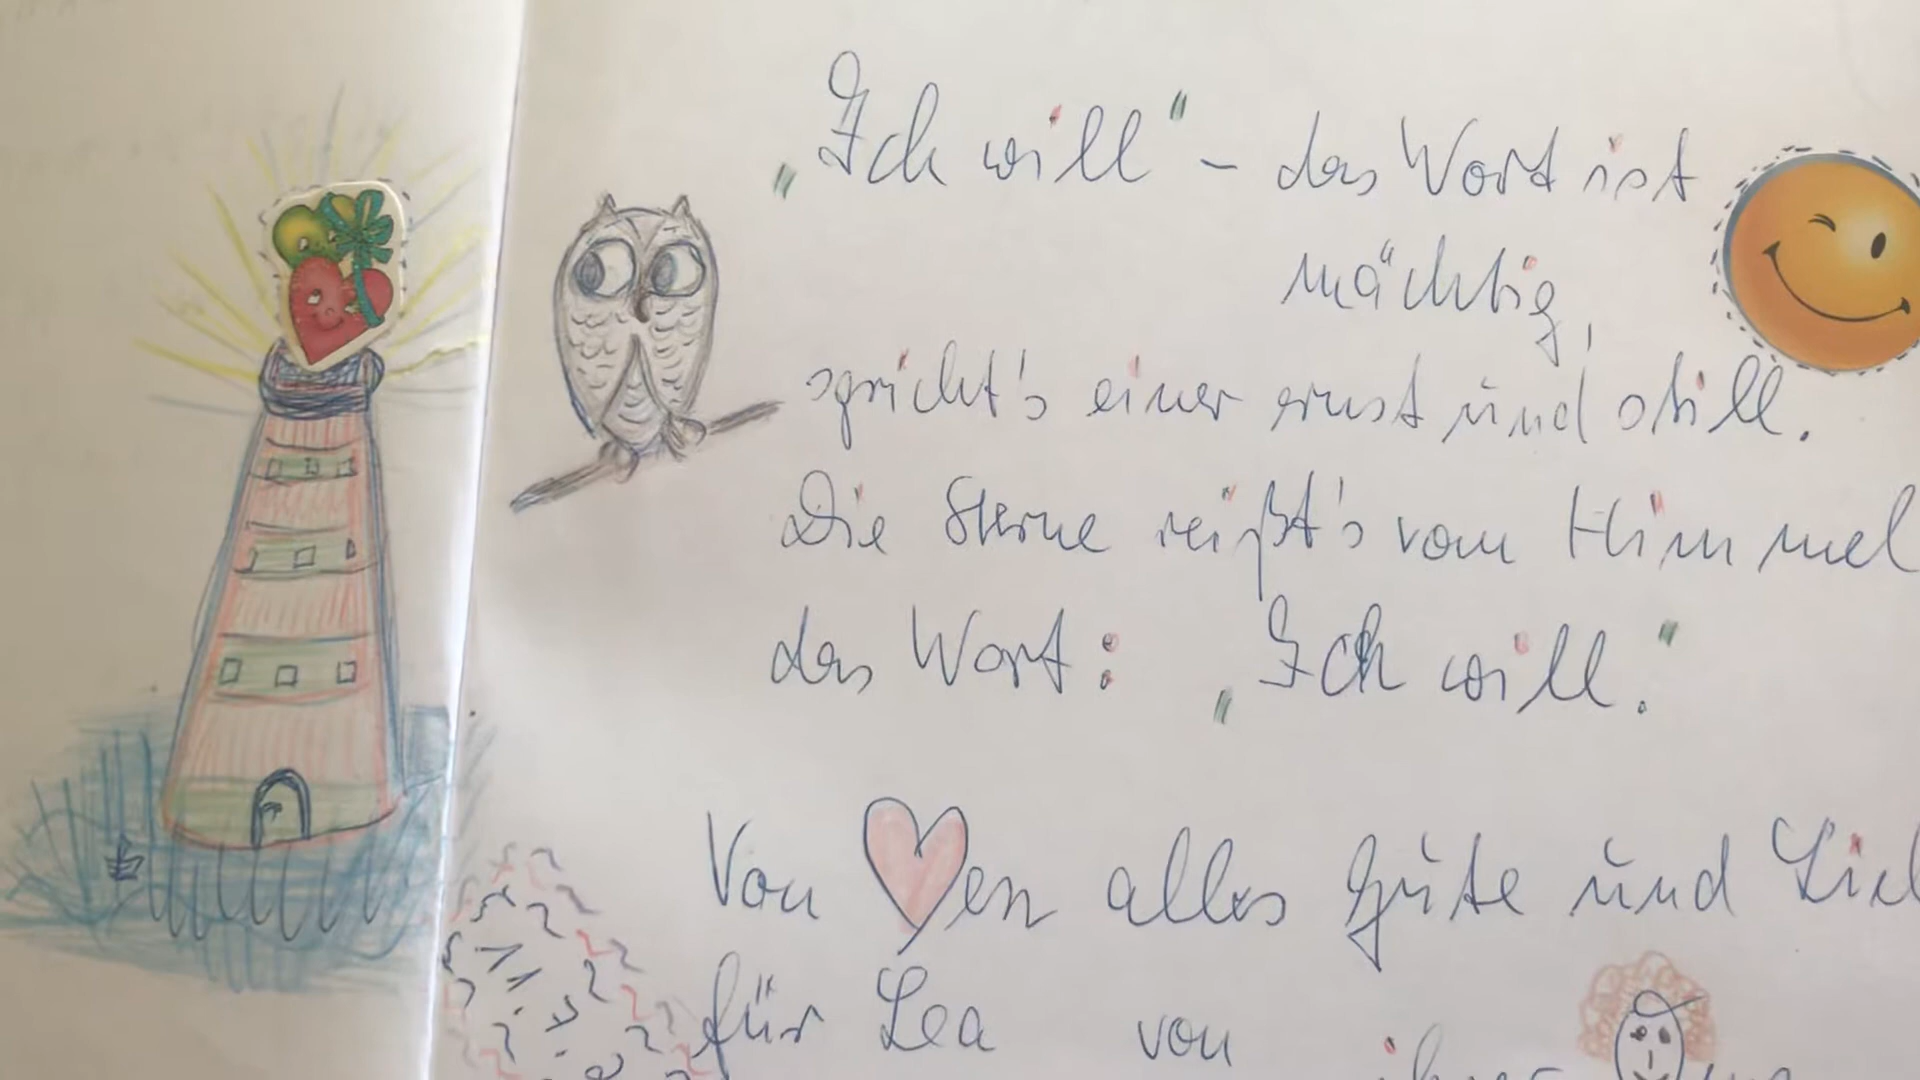 „Ich will" – das Wort ist
mächtig,
spricht's einer ernst und still.
Die Sterne reißt's vom Himmel
das Wort: „Ich will."
Von ♥en alles Gute und
für Lea von